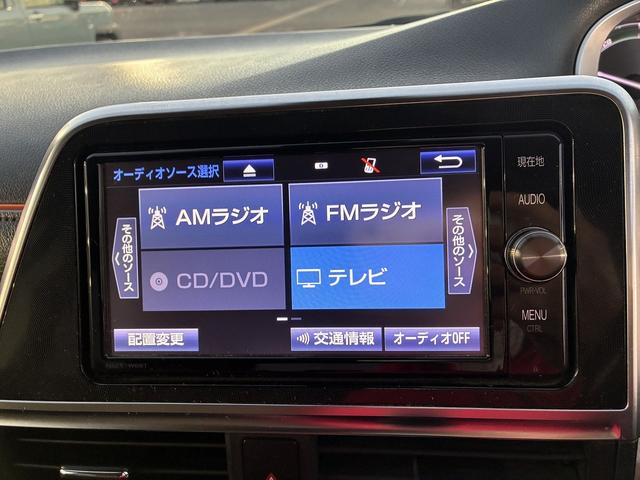 オーディオソース選択
現在地
AMラジオ
FMラジオ
AUDIO
その他のソース
その他のソース
CD/DVD
テレビ
PWR-VOL
MENU
CTRL
配置変更
交通情報
オーディオOFF